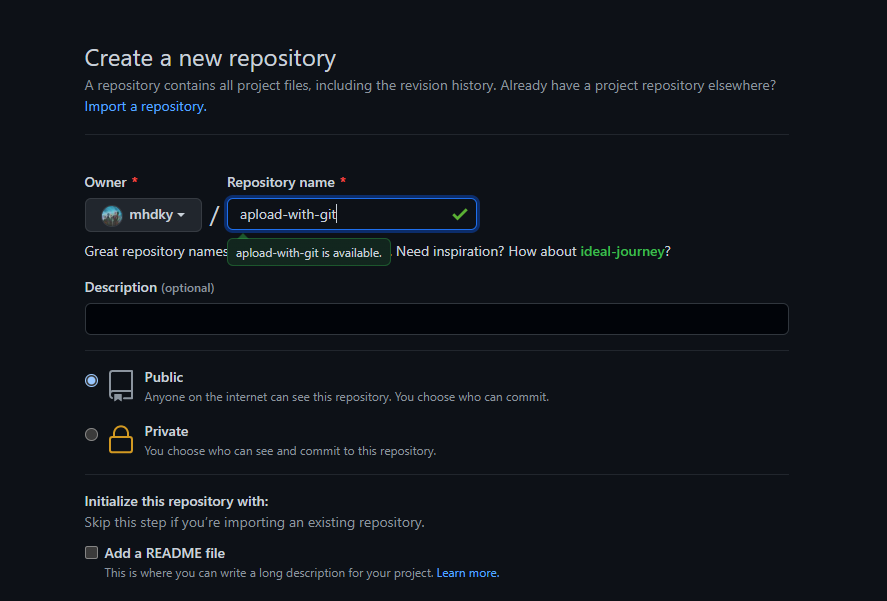 Create a new repository
A repository contains all project files, including the revision history. Already have a project repository elsewhere?
Import a repository.
Owner *
Repository name *
mhdky
/
apload-with-git
Great repository names
apload-with-git is available.
Need inspiration? How about ideal-journey?
Description (optional)
Public
Anyone on the internet can see this repository. You choose who can commit.
Private
You choose who can see and commit to this repository.
Initialize this repository with:
Skip this step if you’re importing an existing repository.
Add a README file
This is where you can write a long description for your project. Learn more.